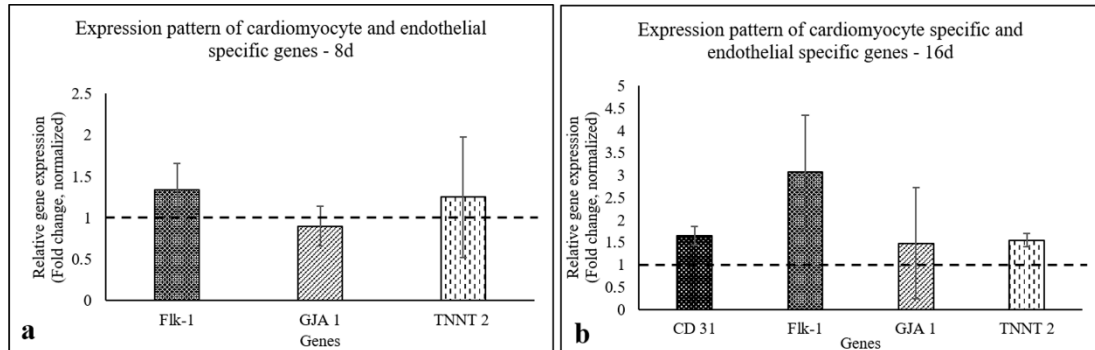 Expression pattern of cardiomyocyte and endothelial
specific genes - 8d
Relative gene expression
(Fold change, normalized)
2.5
2
1.5
1
0.5
0
Flk-1 GJA 1 TNNT 2
Genes
a
Expression pattern of cardiomyocyte specific and
endothelial specific genes - 16d
Relative gene expression
(Fold change, normalized)
5
4.5
4
3.5
3
2.5
2
1.5
1
0.5
0
CD 31 Flk-1 GJA 1 TNNT 2
Genes
b